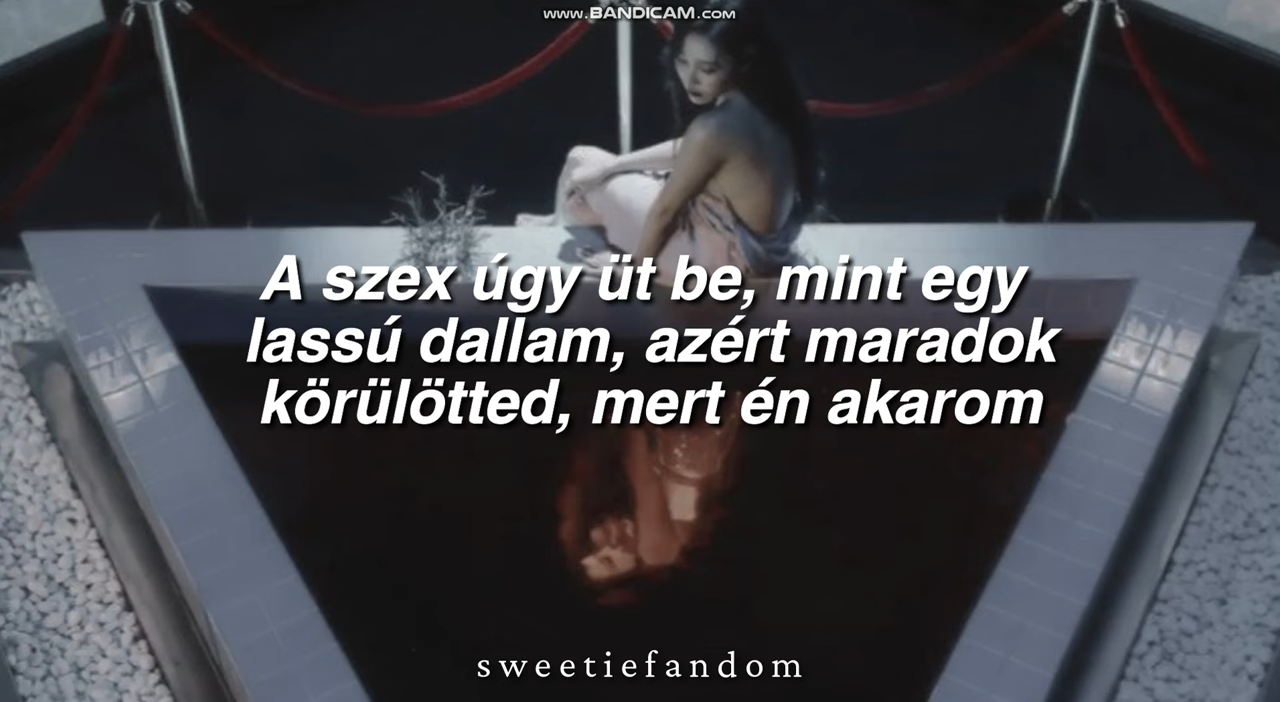 www.BANDICAM.com
A szex úgy üt be, mint egy
lassú dallam, azért maradok
körülötted, mert én akarom
sweetiefandom